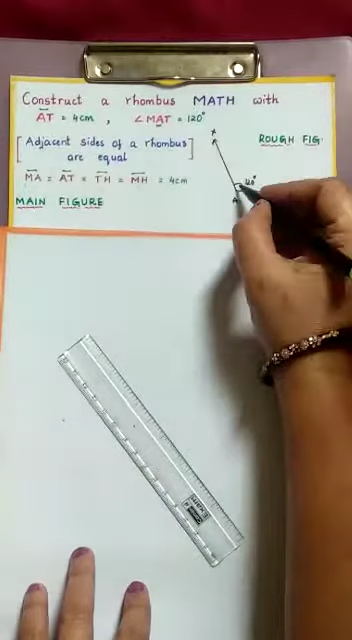 Construct a rhombus MATH with
AT = 4cm , ∠MAT = 120°
[ Adjacent sides of a rhombus
are equal ]
ROUGH FIG.
MA = AT = TH = MH = 4cm
120°
MAIN FIGURE